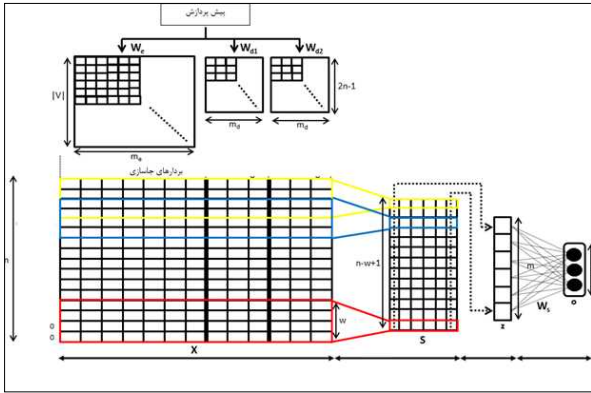 پیش پردازش
We Wd1 Wd2
|V| 2n-1
me md md
بردارهای جاسازی
n
n-w+1
m
w
Ws
0
0
z
o
X S